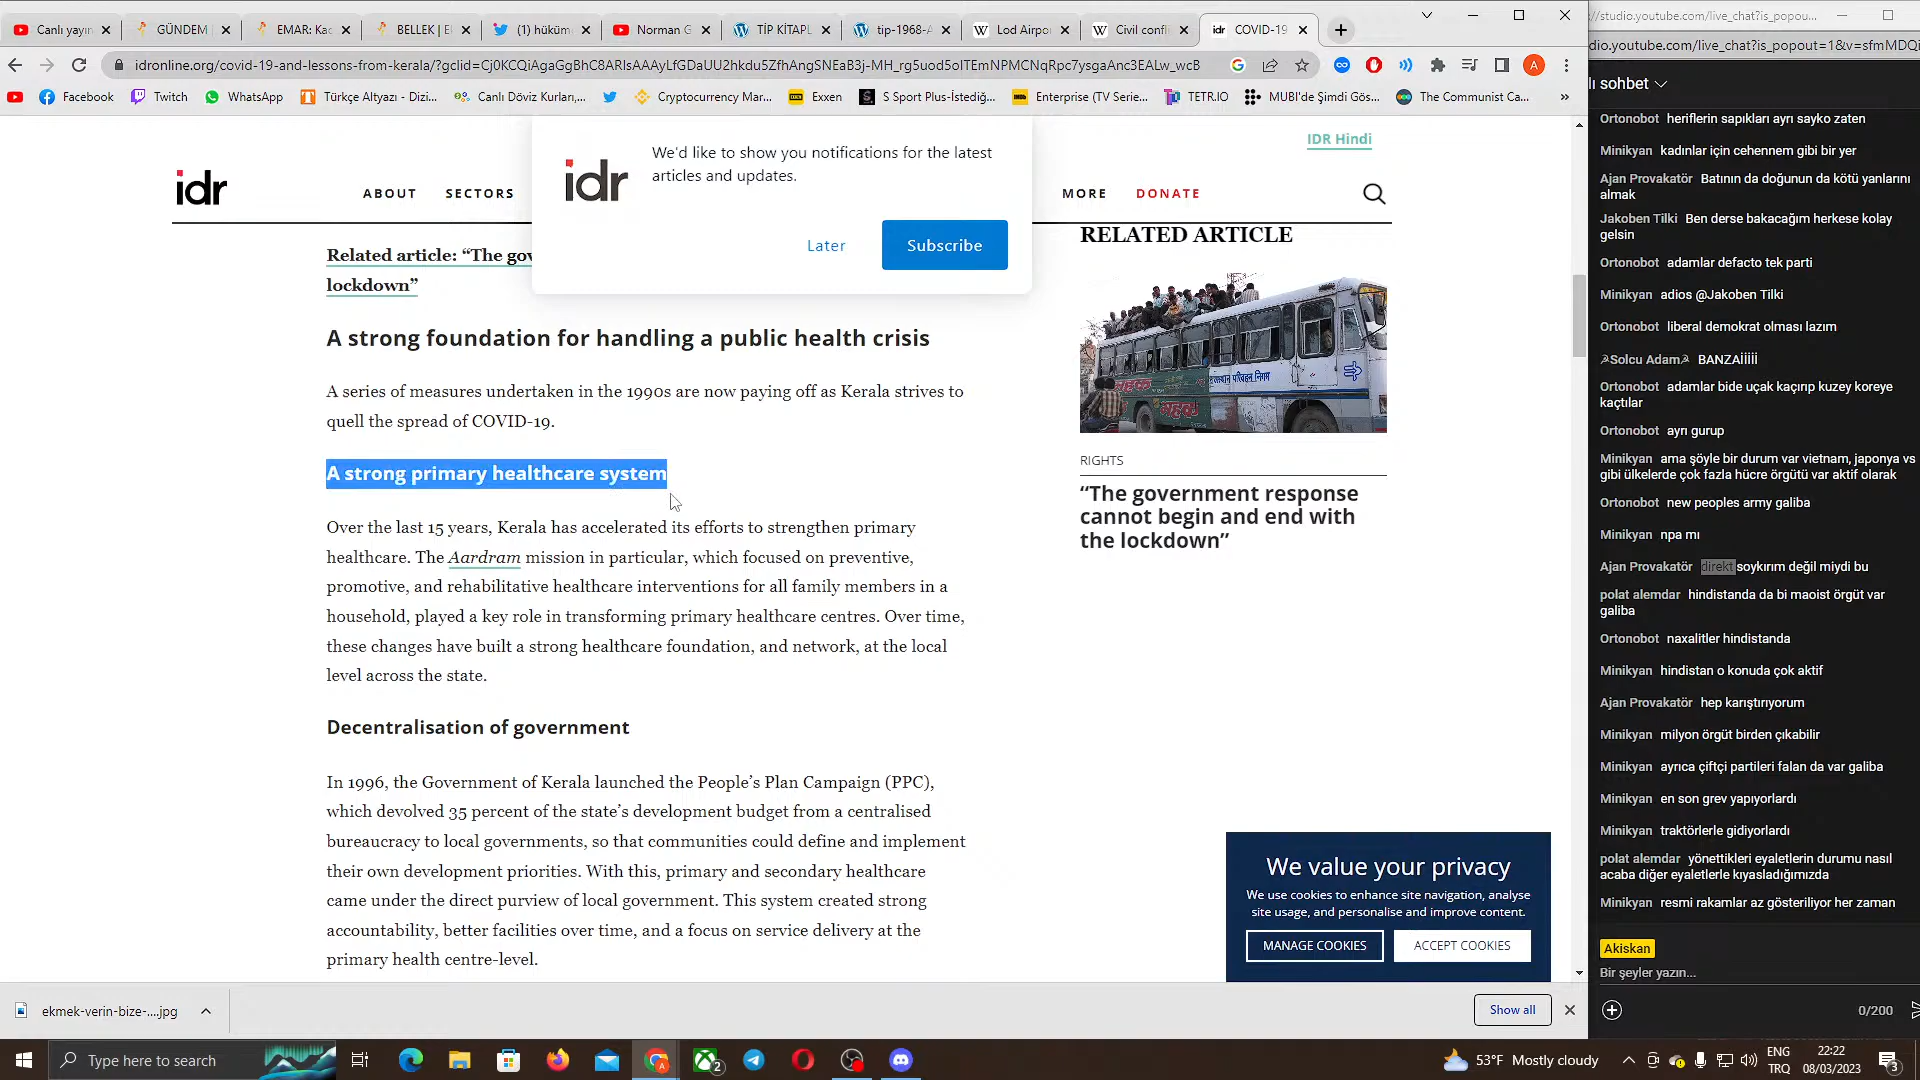 Canlı yayın
GÜNDEM
EMAR: Kac
BELLEK | E
(1) hüküm
Norman G
TİP KİTAPL
tip-1968-A
Lod Airpo
Civil confl
COVID-19
/studio.youtube.com/live_chat?is_popou...
idronline.org/covid-19-and-lessons-from-kerala/?gclid=Cj0KCQiAgaGgBhC8ARIsAAAyLfGDaUU2hkdu5ZfhAngSNEaB3j-MH_rg5uod5oITEmNPMCNqRpc7ysgaAnc3EALw_wcB
A
dio.youtube.com/live_chat?is_popout=1&v=sfmMDQi
Facebook
Twitch
WhatsApp
Türkçe Altyazı - Dizi...
Canlı Döviz Kurları,...
Cryptocurrency Mar...
Exxen
S Sport Plus-İstediğ...
Enterprise (TV Serie...
TETR.IO
MUBI'de Şimdi Gös...
The Communist Ca...
»
idr
ABOUT
SECTORS
MORE
DONATE
IDR Hindi
idr
We'd like to show you notifications for the latest
articles and updates.
Later
Subscribe
Related article: “The gov
lockdown”
A strong foundation for handling a public health crisis
A series of measures undertaken in the 1990s are now paying off as Kerala strives to
quell the spread of COVID-19.
A strong primary healthcare system
Over the last 15 years, Kerala has accelerated its efforts to strengthen primary
healthcare. The Aardram mission in particular, which focused on preventive,
promotive, and rehabilitative healthcare interventions for all family members in a
household, played a key role in transforming primary healthcare centres. Over time,
these changes have built a strong healthcare foundation, and network, at the local
level across the state.
Decentralisation of government
In 1996, the Government of Kerala launched the People’s Plan Campaign (PPC),
which devolved 35 percent of the state’s development budget from a centralised
bureaucracy to local governments, so that communities could define and implement
their own development priorities. With this, primary and secondary healthcare
came under the direct purview of local government. This system created strong
accountability, better facilities over time, and a focus on service delivery at the
primary health centre-level.
RELATED ARTICLE
RIGHTS
“The government response
cannot begin and end with
the lockdown”
We value your privacy
We use cookies to enhance site navigation, analyse
site usage, and personalise and improve content.
MANAGE COOKIES
ACCEPT COOKIES
lı sohbet
Ortonobot heriflerin sapıkları ayrı sayko zaten
Minikyan kadınlar için cehennem gibi bir yer
Ajan Provakatör Batının da doğunun da kötü yanlarını
almak
Jakoben Tilki Ben derse bakacağım herkese kolay
gelsin
Ortonobot adamlar defacto tek parti
Minikyan adios @Jakoben Tilki
Ortonobot liberal demokrat olması lazım
☭Solcu Adam☭ BANZAİİİİİ
Ortonobot adamlar bide uçak kaçırıp kuzey koreye
kaçtılar
Ortonobot ayrı gurup
Minikyan ama şöyle bir durum var vietnam, japonya vs
gibi ülkelerde çok fazla hücre örgütü var aktif olarak
Ortonobot new peoples army galiba
Minikyan npa mı
Ajan Provakatör direkt soykırım değil miydi bu
polat alemdar hindistanda da bi maoist örgüt var
galiba
Ortonobot naxalitler hindistanda
Minikyan hindistan o konuda çok aktif
Ajan Provakatör hep karıştırıyorum
Minikyan milyon örgüt birden çıkabilir
Minikyan ayrıca çiftçi partileri falan da var galiba
Minikyan en son grev yapıyorlardı
Minikyan traktörlerle gidiyorlardı
polat alemdar yönettikleri eyaletlerin durumu nasıl
acaba diğer eyaletlerle kıyasladığımızda
Minikyan resmi rakamlar az gösteriliyor her zaman
Akiskan
Bir şeyler yazın...
0/200
ekmek-verin-bize-....jpg
Show all
Type here to search
2
53°F Mostly cloudy
ENG
TRQ
22:22
08/03/2023
3